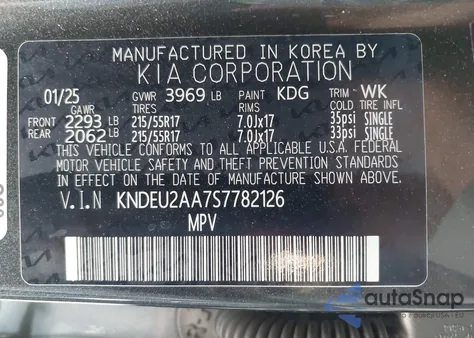 MANUFACTURED IN KOREA BY
KIA CORPORATION
01/25 GVWR 3969 LB PAINT KDG TRIM WK
GAWR RIMS COLD TIRE INFL
FRONT 2293 LB 215/55R17 7.0Jx17 35psi SINGLE
REAR 2062 LB 215/55R17 7.0Jx17 33psi SINGLE
THIS VEHICLE CONFORMS TO ALL APPLICABLE U.S.A. FEDERAL
MOTOR VEHICLE SAFETY AND THEFT PREVENTION STANDARDS
IN EFFECT ON THE DATE OF MANUFACTURE SHOWN ABOVE.
V.I.N KNDEU2AA7S7782126
MPV
autoSnap